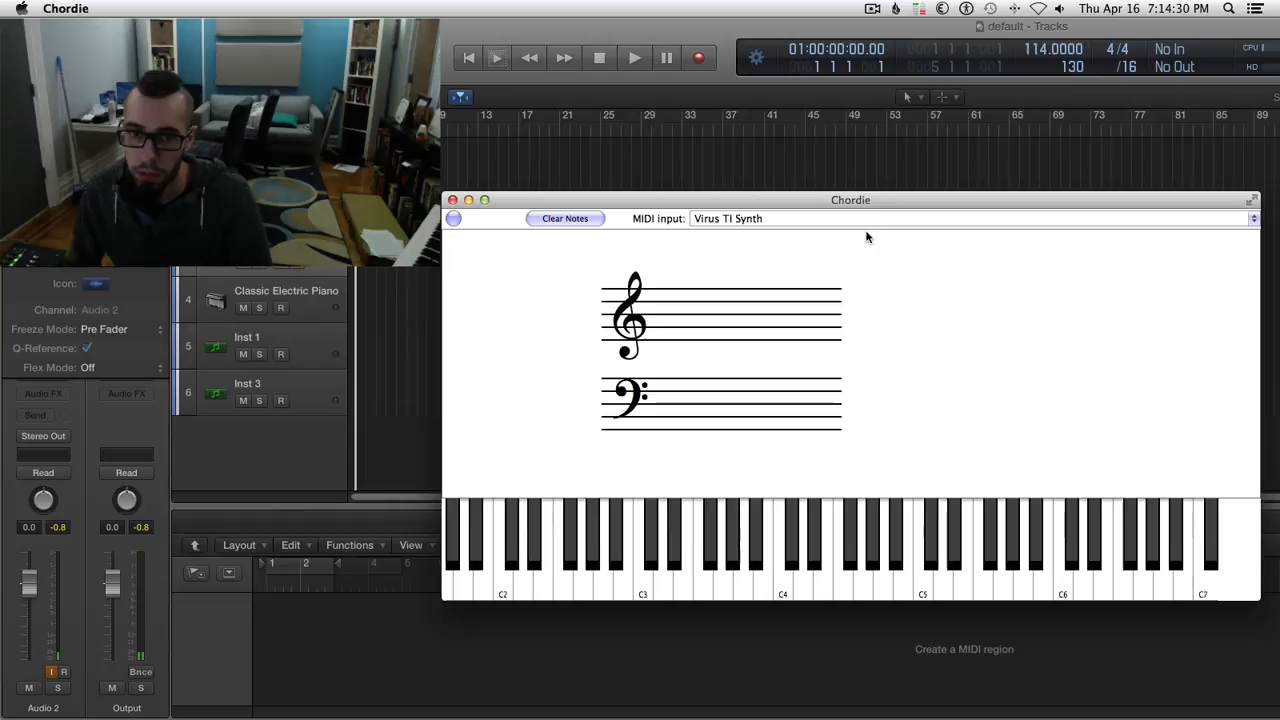 Chordie
Thu Apr 16 7:14:30 PM
default - Tracks
01:00:00:00.00
1 1 1 1
114.0000
130
4/4
/16
No In
No Out
CPU
HD
9 13 17 21 25 29 33 37 41 45 49 53 57 61 65 69 73 77 81 85 89
Chordie
Clear Notes
MIDI input:
Virus TI Synth
Icon:
Channel: Audio 2
Freeze Mode: Pre Fader
Q-Reference:
Flex Mode: Off
4
Classic Electric Piano
M S R
5
Inst 1
M S R
6
Inst 3
M S R
Audio FX
Audio FX
Send
Stereo Out
Read
Read
0.0 -0.8
0.0 -0.8
I R
Bnce
M S
M S
Audio 2
Output
Layout
Edit
Functions
View
1 2 3 4 5
C2 C3 C4 C5 C6 C7
Create a MIDI region